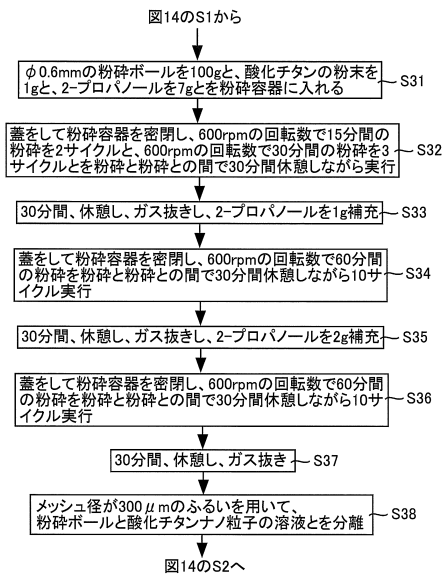 図14のS1から
φ0.6mmの粉砕ボールを100gと、酸化チタンの粉末を
1gと、2-プロパノールを7gとを粉砕容器に入れる
S31
蓋をして粉砕容器を密閉し、600rpmの回転数で15分間の
粉砕を2サイクルと、600rpmの回転数で30分間の粉砕を3
サイクルとを粉砕と粉砕との間で30分間休憩しながら実行
S32
30分間、休憩し、ガス抜きし、2-プロパノールを1g補充
S33
蓋をして粉砕容器を密閉し、600rpmの回転数で60分間
の粉砕を粉砕と粉砕との間で30分間休憩しながら10サ
イクル実行
S34
30分間、休憩し、ガス抜きし、2-プロパノールを2g補充
S35
蓋をして粉砕容器を密閉し、600rpmの回転数で60分間
の粉砕を粉砕と粉砕との間で30分間休憩しながら10サ
イクル実行
S36
30分間、休憩し、ガス抜き
S37
メッシュ径が300μmのふるいを用いて、
粉砕ボールと酸化チタンナノ粒子の溶液とを分離
S38
図14のS2へ